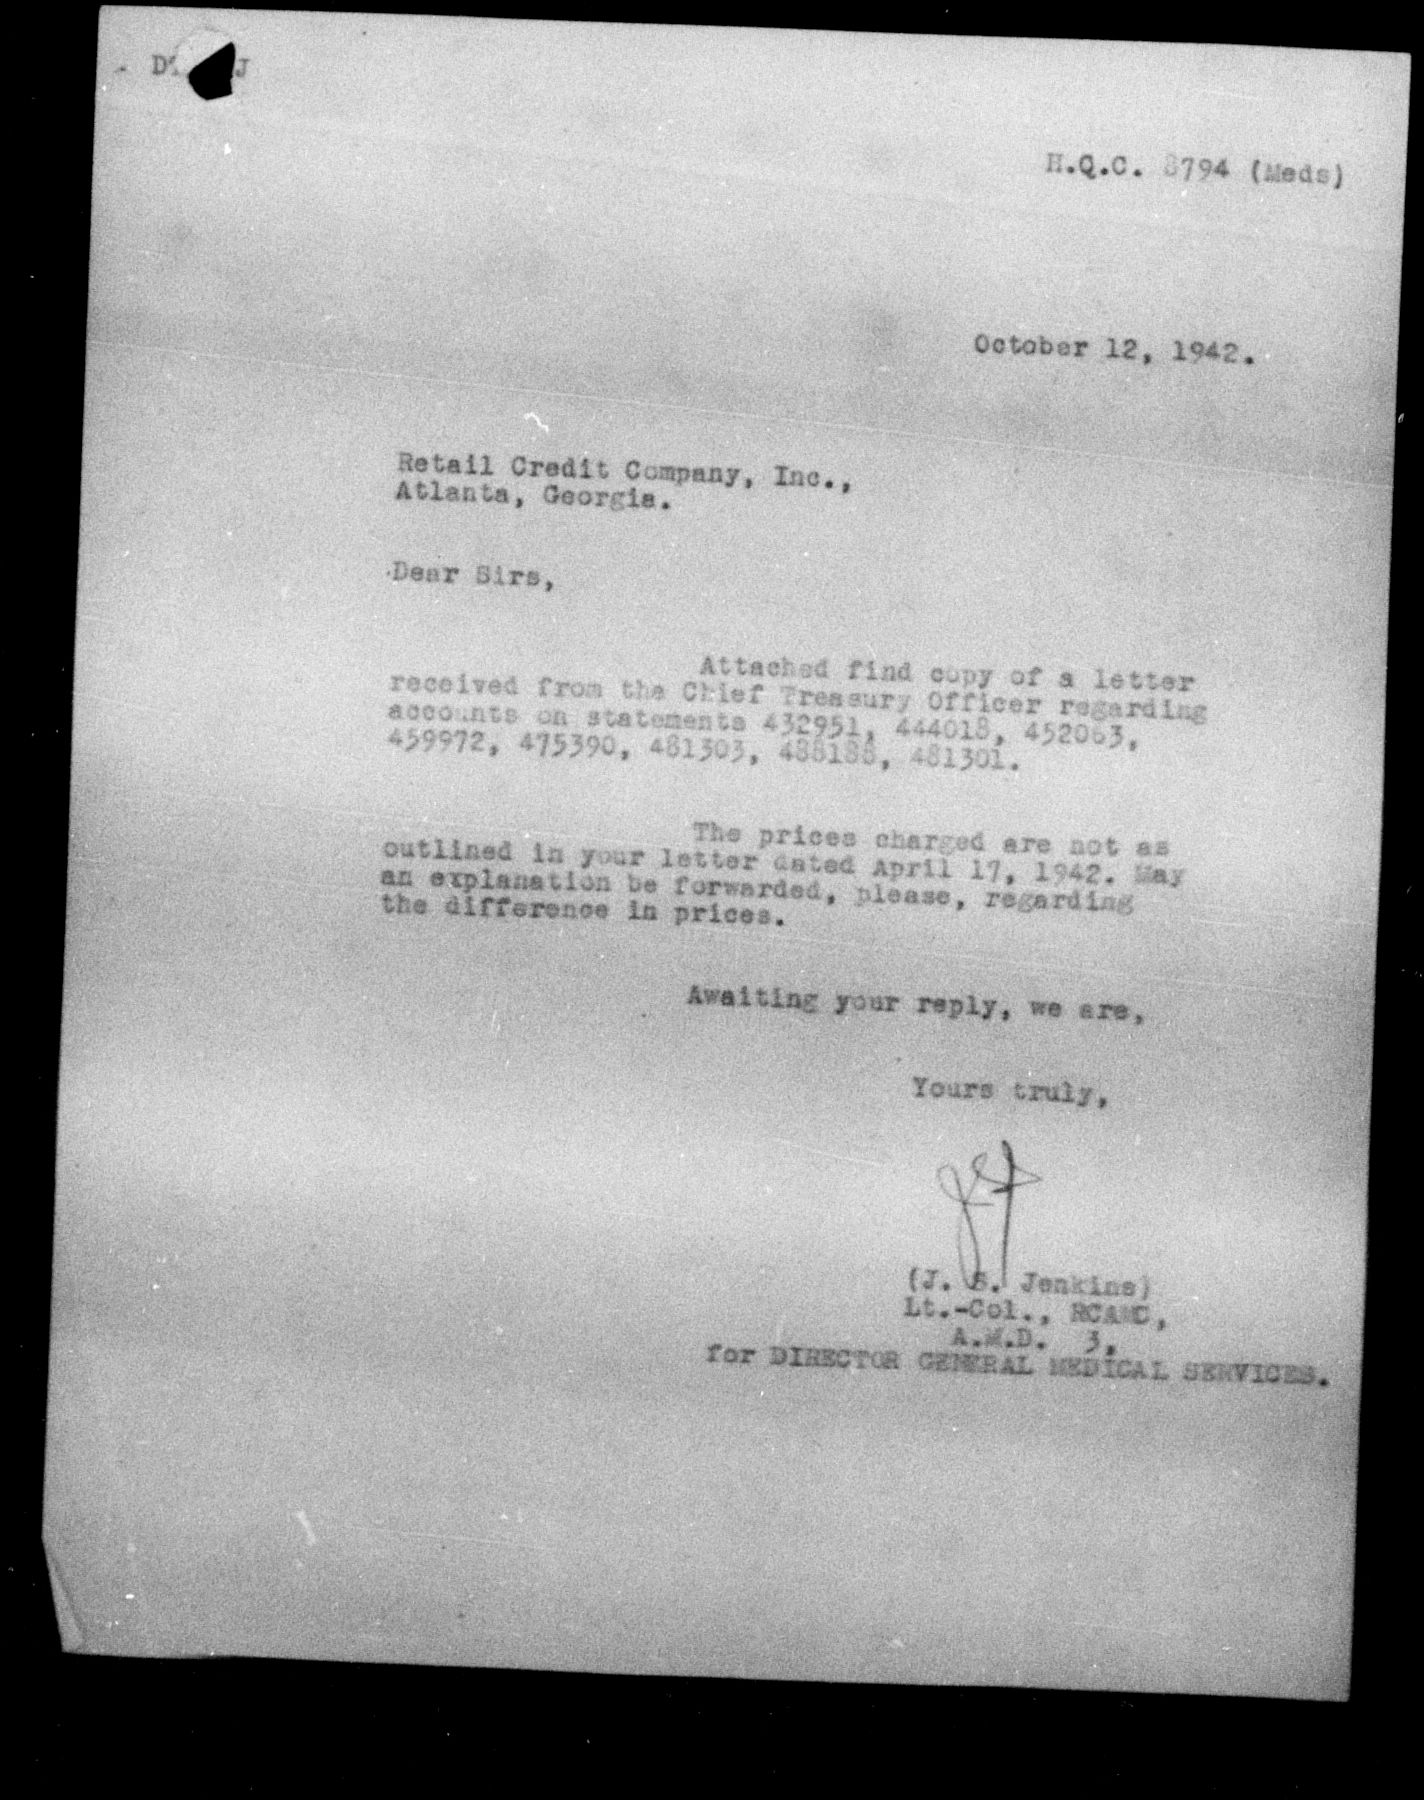 H.Q.C. 8794 (Meds)
October 12, 1942.
Retail Credit Company, Inc.,
Atlanta, Georgia.
Dear Sirs,
Attached find copy of a letter
received from the Chief Treasury Officer regarding
accounts on statements 432951, 444018, 452063,
459972, 475390, 481303, 488188, 481301.
The prices charged are not as
outlined in your letter dated April 17, 1942. May
an explanation be forwarded, please, regarding
the difference in prices.
Awaiting your reply, we are,
Yours truly,
(J. S. Jenkins)
Lt.-Col., RCAMC,
A.M.D. 3,
for DIRECTOR GENERAL MEDICAL SERVICES.